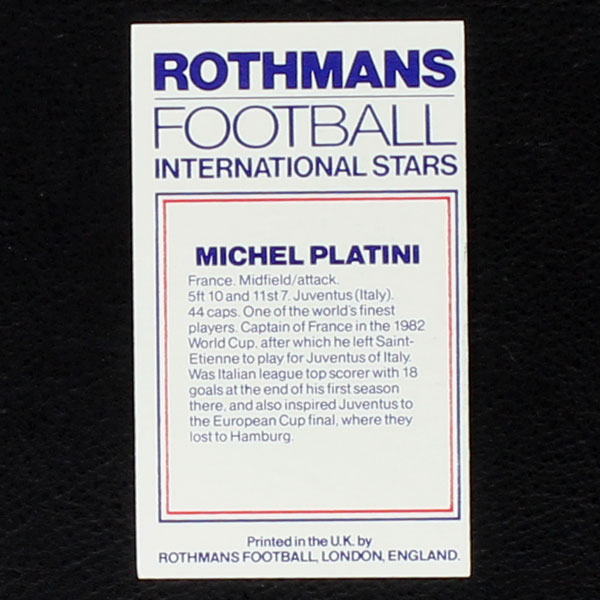 ROTHMANS
FOOTBALL
INTERNATIONAL STARS
MICHEL PLATINI
France. Midfield/attack.
5ft 10 and 11st 7. Juventus (Italy).
44 caps. One of the world's finest
players. Captain of France in the 1982
World Cup, after which he left Saint-
Etienne to play for Juventus of Italy.
Was Italian league top scorer with 18
goals at the end of his first season
there, and also inspired Juventus to
the European Cup final, where they
lost to Hamburg.
Printed in the U.K. by
ROTHMANS FOOTBALL, LONDON, ENGLAND.